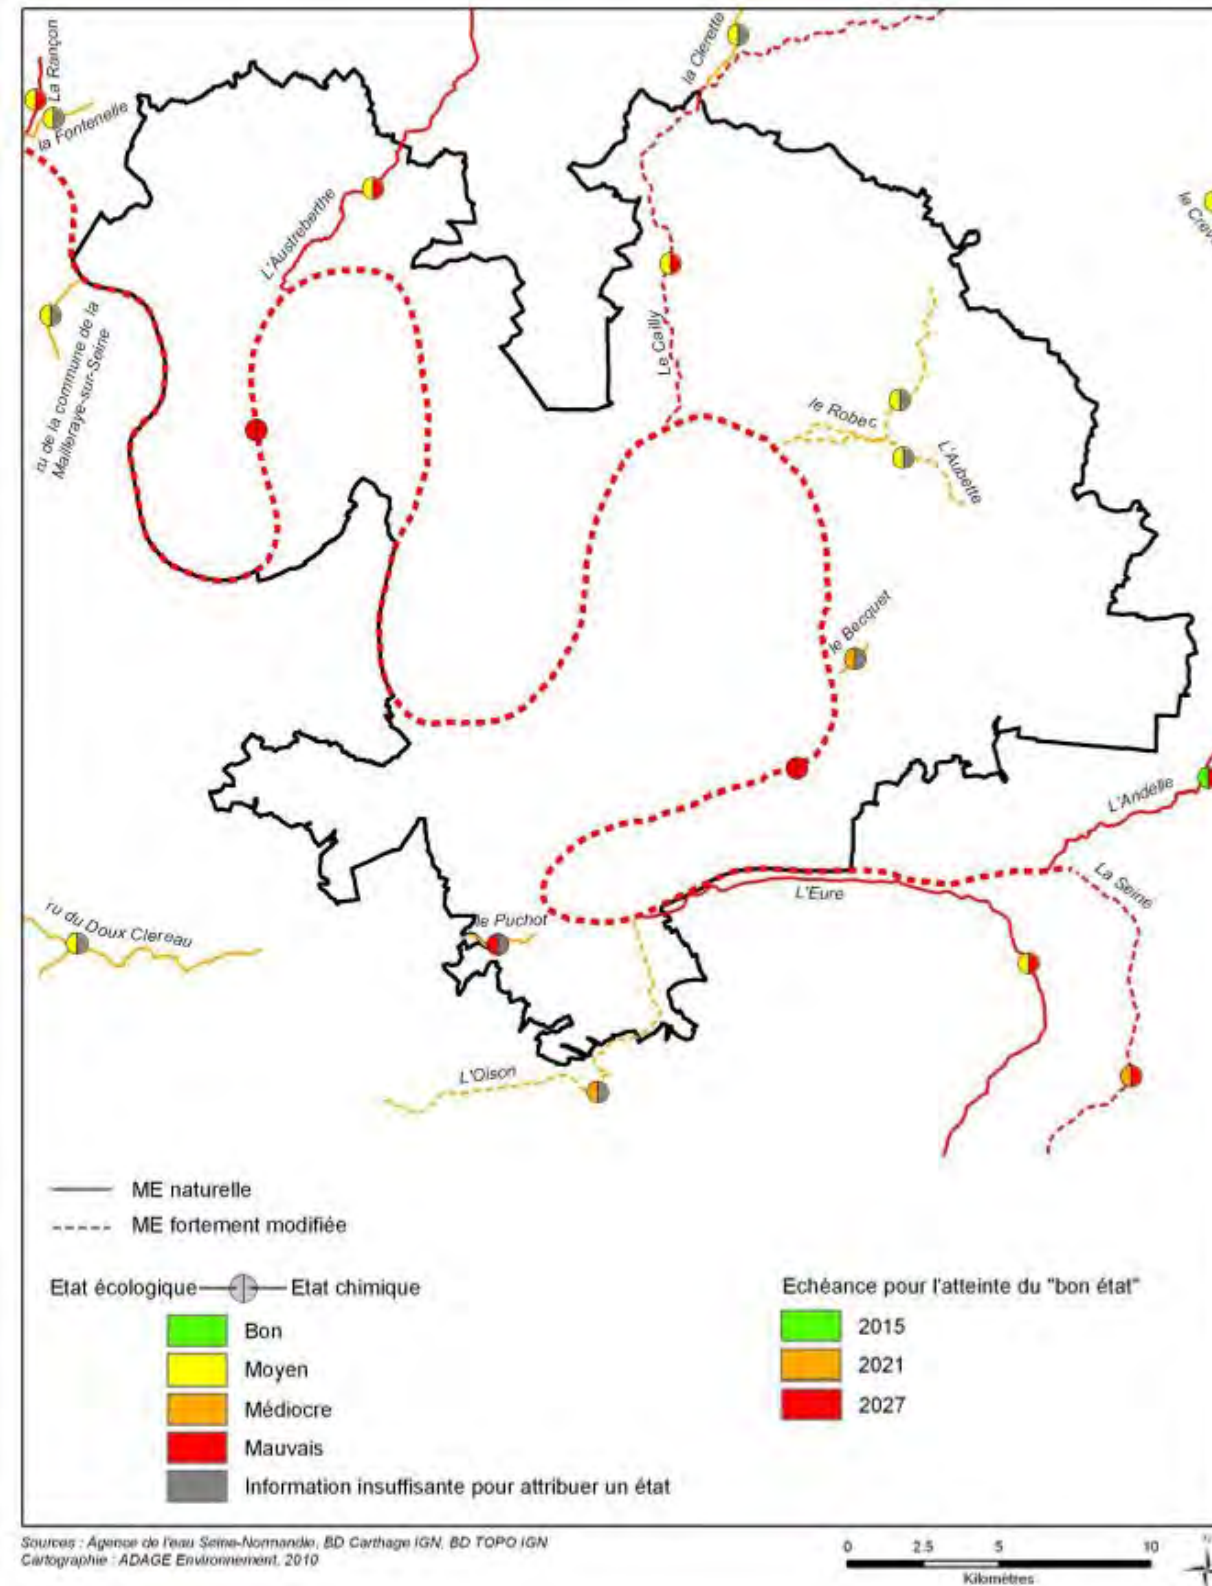 la Clerette
La Rançon
la Fontenelle
L'Austreberthe
le Crev
ru de la commune de la
Mailleraye-sur-Seine
Le Cailly
le Robec
L'Aubette
le Becquet
L'Andelle
La Seine
L'Eure
le Puchot
ru du Doux Clereau
L'Oison
ME naturelle
ME fortement modifiée
Etat écologique Etat chimique
Bon
Moyen
Médiocre
Mauvais
Information insuffisante pour attribuer un état
Echéance pour l'atteinte du "bon état"
2015
2021
2027
Sources : Agence de l'eau Seine-Normandie, BD Carthage IGN, BD TOPO IGN
Cartographie : ADAGE Environnement, 2010
0 2.5 5 10
Kilomètres